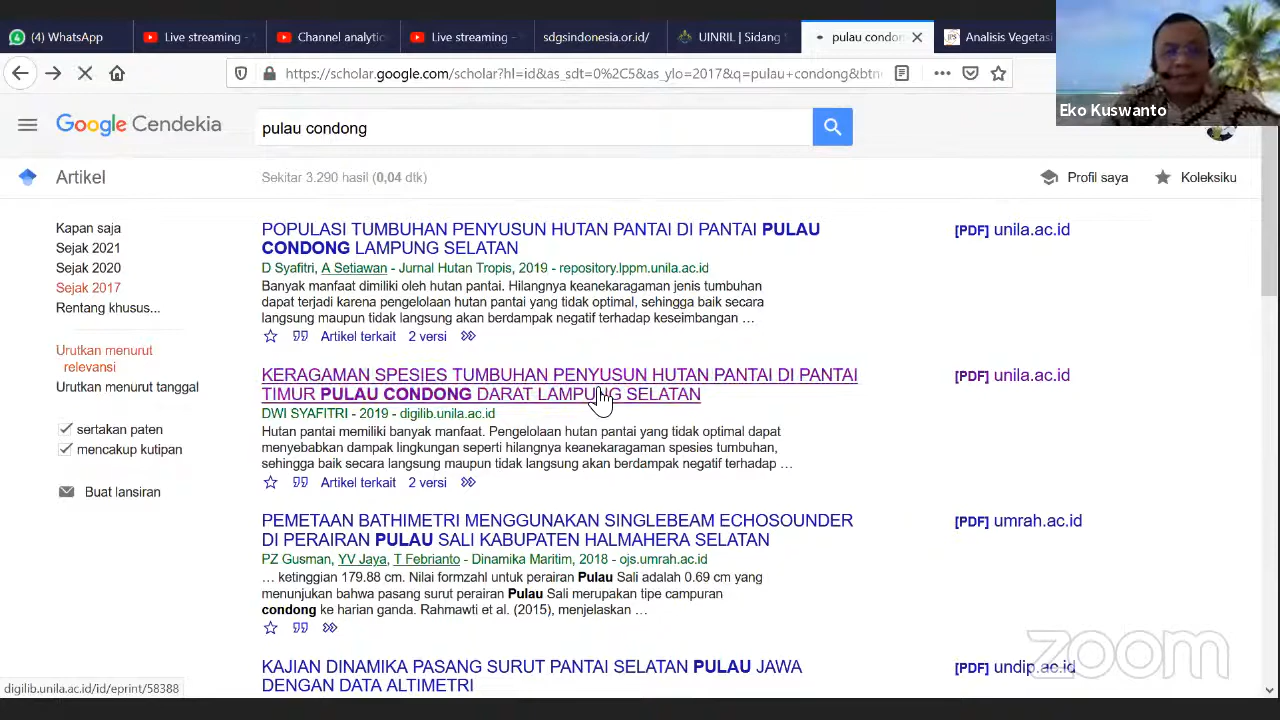 (4) WhatsApp
Live streaming -
Channel analytic
Live streaming -
sdgsindonesia.or.id/
UINRIL | Sidang
pulau condon
Analisis Vegetasi
https://scholar.google.com/scholar?hl=id&as_sdt=0%2C5&as_ylo=2017&q=pulau+condong&btn
Eko Kuswanto
Google Cendekia
pulau condong
Artikel
Sekitar 3.290 hasil (0,04 dtk)
Profil saya
Koleksiku
Kapan saja
Sejak 2021
Sejak 2020
Sejak 2017
Rentang khusus...
Urutkan menurut
relevansi
Urutkan menurut tanggal
sertakan paten
mencakup kutipan
Buat lansiran
POPULASI TUMBUHAN PENYUSUN HUTAN PANTAI DI PANTAI PULAU
CONDONG LAMPUNG SELATAN
[PDF] unila.ac.id
D Syafitri, A Setiawan - Jurnal Hutan Tropis, 2019 - repository.lppm.unila.ac.id
Banyak manfaat dimiliki oleh hutan pantai. Hilangnya keanekaragaman jenis tumbuhan
dapat terjadi karena pengelolaan hutan pantai yang tidak optimal, sehingga baik secara
langsung maupun tidak langsung akan berdampak negatif terhadap keseimbangan ...
Artikel terkait 2 versi
KERAGAMAN SPESIES TUMBUHAN PENYUSUN HUTAN PANTAI DI PANTAI
TIMUR PULAU CONDONG DARAT LAMPUNG SELATAN
[PDF] unila.ac.id
DWI SYAFITRI - 2019 - digilib.unila.ac.id
Hutan pantai memiliki banyak manfaat. Pengelolaan hutan pantai yang tidak optimal dapat
menyebabkan dampak lingkungan seperti hilangnya keanekaragaman spesies tumbuhan,
sehingga baik secara langsung maupun tidak langsung akan berdampak negatif terhadap ...
Artikel terkait 2 versi
PEMETAAN BATHIMETRI MENGGUNAKAN SINGLEBEAM ECHOSOUNDER
DI PERAIRAN PULAU SALI KABUPATEN HALMAHERA SELATAN
[PDF] umrah.ac.id
PZ Gusman, YV Jaya, T Febrianto - Dinamika Maritim, 2018 - ojs.umrah.ac.id
... ketinggian 179.88 cm. Nilai formzahl untuk perairan Pulau Sali adalah 0.69 cm yang
menunjukan bahwa pasang surut perairan Pulau Sali merupakan tipe campuran
condong ke harian ganda. Rahmawti et al. (2015), menjelaskan ...
KAJIAN DINAMIKA PASANG SURUT PANTAI SELATAN PULAU JAWA
DENGAN DATA ALTIMETRI
[PDF] undip.ac.id
zoom
digilib.unila.ac.id/id/eprint/58388